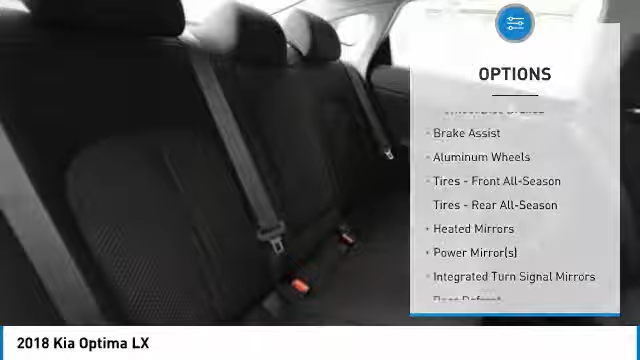 OPTIONS
Brake Assist
Aluminum Wheels
Tires - Front All-Season
Tires - Rear All-Season
Heated Mirrors
Power Mirror(s)
Integrated Turn Signal Mirrors
2018 Kia Optima LX